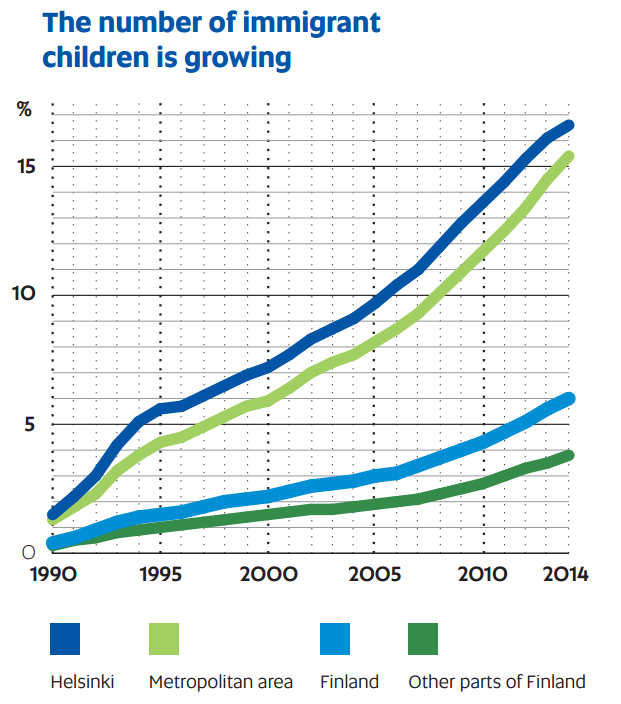 The number of immigrant
children is growing
%
15
10
5
0
1990 1995 2000 2005 2010 2014
Helsinki Metropolitan area Finland Other parts of Finland